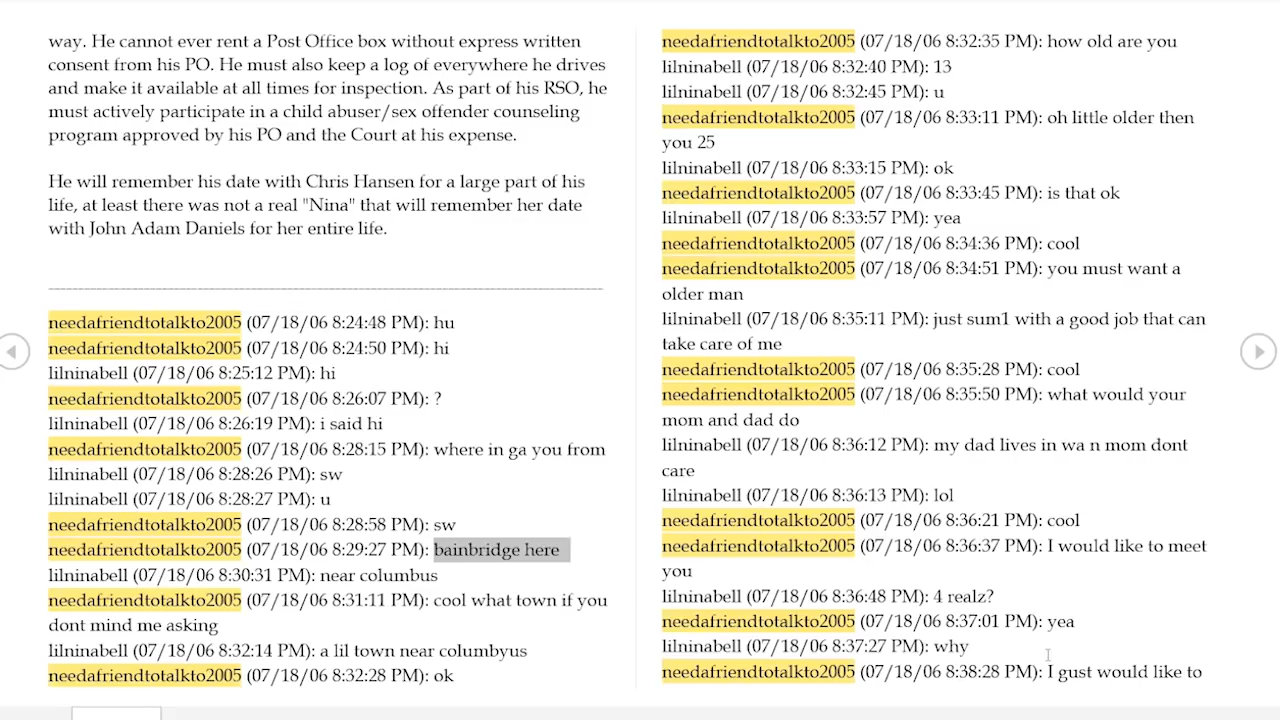 way. He cannot ever rent a Post Office box without express written
consent from his PO. He must also keep a log of everywhere he drives
and make it available at all times for inspection. As part of his RSO, he
must actively participate in a child abuser/sex offender counseling
program approved by his PO and the Court at his expense.
He will remember his date with Chris Hansen for a large part of his
life, at least there was not a real "Nina" that will remember her date
with John Adam Daniels for her entire life.
needafriendtotalkto2005 (07/18/06 8:24:48 PM): hu
needafriendtotalkto2005 (07/18/06 8:24:50 PM): hi
lilninabell (07/18/06 8:25:12 PM): hi
needafriendtotalkto2005 (07/18/06 8:26:07 PM): ?
lilninabell (07/18/06 8:26:19 PM): i said hi
needafriendtotalkto2005 (07/18/06 8:28:15 PM): where in ga you from
lilninabell (07/18/06 8:28:26 PM): sw
lilninabell (07/18/06 8:28:27 PM): u
needafriendtotalkto2005 (07/18/06 8:28:58 PM): sw
needafriendtotalkto2005 (07/18/06 8:29:27 PM): bainbridge here
lilninabell (07/18/06 8:30:31 PM): near columbus
needafriendtotalkto2005 (07/18/06 8:31:11 PM): cool what town if you
dont mind me asking
lilninabell (07/18/06 8:32:14 PM): a lil town near columbyus
needafriendtotalkto2005 (07/18/06 8:32:28 PM): ok
needafriendtotalkto2005 (07/18/06 8:32:35 PM): how old are you
lilninabell (07/18/06 8:32:40 PM): 13
lilninabell (07/18/06 8:32:45 PM): u
needafriendtotalkto2005 (07/18/06 8:33:11 PM): oh little older then
you 25
lilninabell (07/18/06 8:33:15 PM): ok
needafriendtotalkto2005 (07/18/06 8:33:45 PM): is that ok
lilninabell (07/18/06 8:33:57 PM): yea
needafriendtotalkto2005 (07/18/06 8:34:36 PM): cool
needafriendtotalkto2005 (07/18/06 8:34:51 PM): you must want a
older man
lilninabell (07/18/06 8:35:11 PM): just sum1 with a good job that can
take care of me
needafriendtotalkto2005 (07/18/06 8:35:28 PM): cool
needafriendtotalkto2005 (07/18/06 8:35:50 PM): what would your
mom and dad do
lilninabell (07/18/06 8:36:12 PM): my dad lives in wa n mom dont
care
lilninabell (07/18/06 8:36:13 PM): lol
needafriendtotalkto2005 (07/18/06 8:36:21 PM): cool
needafriendtotalkto2005 (07/18/06 8:36:37 PM): I would like to meet
you
lilninabell (07/18/06 8:36:48 PM): 4 realz?
needafriendtotalkto2005 (07/18/06 8:37:01 PM): yea
lilninabell (07/18/06 8:37:27 PM): why
needafriendtotalkto2005 (07/18/06 8:38:28 PM): I gust would like to